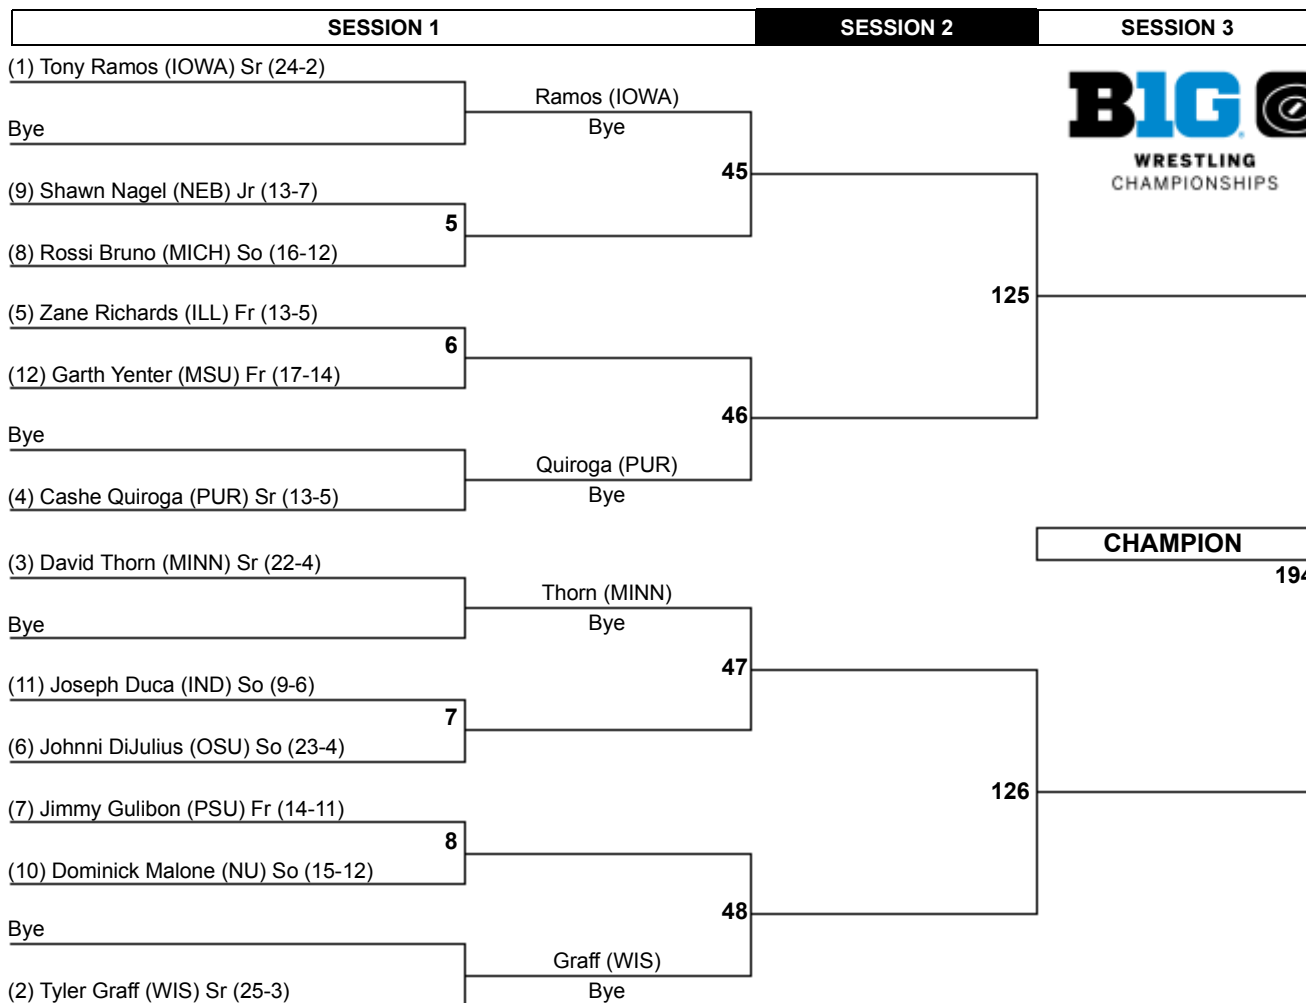 SESSION 1 SESSION 2 SESSION 3
(1) Tony Ramos (IOWA) Sr (24-2)
Ramos (IOWA)
Bye
Bye
45
(9) Shawn Nagel (NEB) Jr (13-7)
5
(8) Rossi Bruno (MICH) So (16-12)
B1G
WRESTLING
CHAMPIONSHIPS
125
(5) Zane Richards (ILL) Fr (13-5)
6
(12) Garth Yenter (MSU) Fr (17-14)
46
Bye
Quiroga (PUR)
Bye
(4) Cashe Quiroga (PUR) Sr (13-5)
CHAMPION
194
(3) David Thorn (MINN) Sr (22-4)
Thorn (MINN)
Bye
Bye
47
(11) Joseph Duca (IND) So (9-6)
7
(6) Johnni DiJulius (OSU) So (23-4)
126
(7) Jimmy Gulibon (PSU) Fr (14-11)
8
(10) Dominick Malone (NU) So (15-12)
48
Bye
Graff (WIS)
Bye
(2) Tyler Graff (WIS) Sr (25-3)